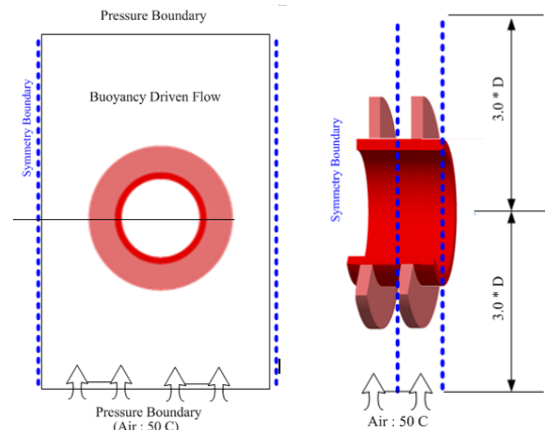 Pressure Boundary
Symmetry Boundary
Buoyancy Driven Flow
Pressure Boundary
(Air : 50 C)
Symmetry Boundary
3.0 * D
3.0 * D
Air : 50 C